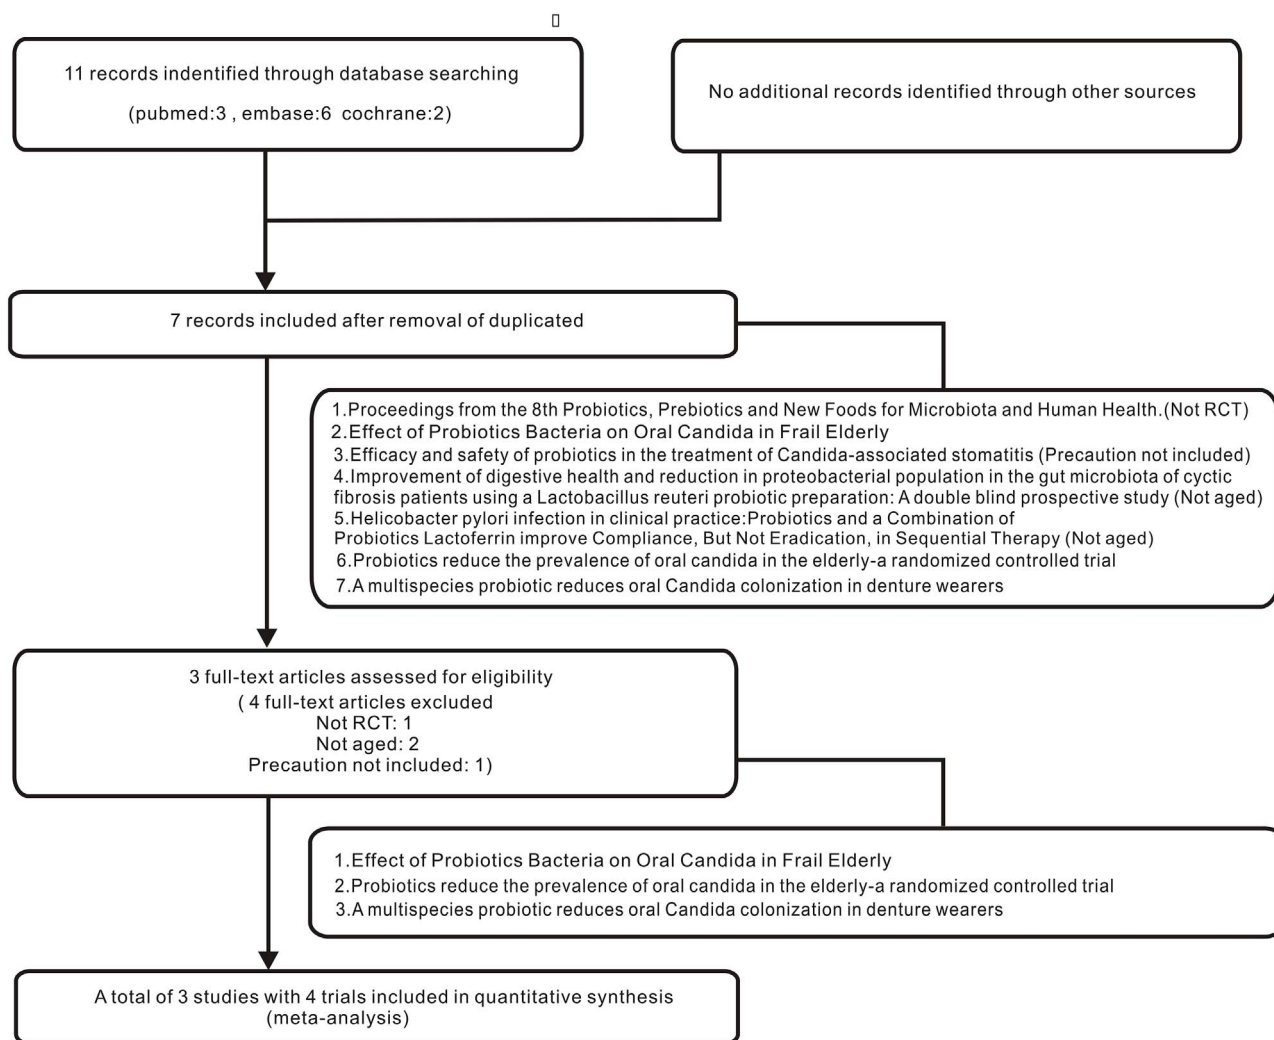 11 records indentified through database searching
(pubmed:3 , embase:6 cochrane:2)
No additional records identified through other sources
7 records included after removal of duplicated
1.Proceedings from the 8th Probiotics, Prebiotics and New Foods for Microbiota and Human Health.(Not RCT)
2.Effect of Probiotics Bacteria on Oral Candida in Frail Elderly
3.Efficacy and safety of probiotics in the treatment of Candida-associated stomatitis (Precaution not included)
4.Improvement of digestive health and reduction in proteobacterial population in the gut microbiota of cyctic
fibrosis patients using a Lactobacillus reuteri probiotic preparation: A double blind prospective study (Not aged)
5.Helicobacter pylori infection in clinical practice:Probiotics and a Combination of
Probiotics Lactoferrin improve Compliance, But Not Eradication, in Sequential Therapy (Not aged)
6.Probiotics reduce the prevalence of oral candida in the elderly-a randomized controlled trial
7.A multispecies probiotic reduces oral Candida colonization in denture wearers
3 full-text articles assessed for eligibility
( 4 full-text articles excluded
Not RCT: 1
Not aged: 2
Precaution not included: 1)
1.Effect of Probiotics Bacteria on Oral Candida in Frail Elderly
2.Probiotics reduce the prevalence of oral candida in the elderly-a randomized controlled trial
3.A multispecies probiotic reduces oral Candida colonization in denture wearers
A total of 3 studies with 4 trials included in quantitative synthesis
(meta-analysis)